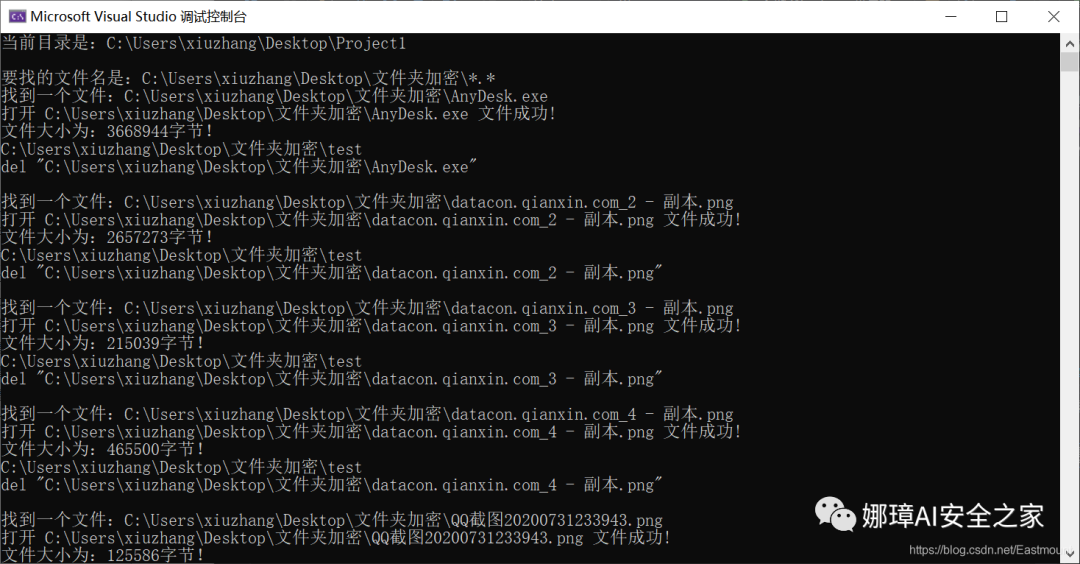 Microsoft Visual Studio 调试控制台
当前目录是：C:\Users\xiuzhang\Desktop\Project1
要找的文件名是：C:\Users\xiuzhang\Desktop\文件夹加密\*.*
找到一个文件：C:\Users\xiuzhang\Desktop\文件夹加密\AnyDesk.exe
打开 C:\Users\xiuzhang\Desktop\文件夹加密\AnyDesk.exe 文件成功!
文件大小为：3668944字节!
C:\Users\xiuzhang\Desktop\文件夹加密\test
del "C:\Users\xiuzhang\Desktop\文件夹加密\AnyDesk.exe"
找到一个文件：C:\Users\xiuzhang\Desktop\文件夹加密\datacon.qianxin.com_2 - 副本.png
打开 C:\Users\xiuzhang\Desktop\文件夹加密\datacon.qianxin.com_2 - 副本.png 文件成功!
文件大小为：2657273字节!
C:\Users\xiuzhang\Desktop\文件夹加密\test
del "C:\Users\xiuzhang\Desktop\文件夹加密\datacon.qianxin.com_2 - 副本.png"
找到一个文件：C:\Users\xiuzhang\Desktop\文件夹加密\datacon.qianxin.com_3 - 副本.png
打开 C:\Users\xiuzhang\Desktop\文件夹加密\datacon.qianxin.com_3 - 副本.png 文件成功!
文件大小为：215039字节!
C:\Users\xiuzhang\Desktop\文件夹加密\test
del "C:\Users\xiuzhang\Desktop\文件夹加密\datacon.qianxin.com_3 - 副本.png"
找到一个文件：C:\Users\xiuzhang\Desktop\文件夹加密\datacon.qianxin.com_4 - 副本.png
打开 C:\Users\xiuzhang\Desktop\文件夹加密\datacon.qianxin.com_4 - 副本.png 文件成功!
文件大小为：465500字节!
C:\Users\xiuzhang\Desktop\文件夹加密\test
del "C:\Users\xiuzhang\Desktop\文件夹加密\datacon.qianxin.com_4 - 副本.png"
找到一个文件：C:\Users\xiuzhang\Desktop\文件夹加密\QQ截图20200731233943.png
打开 C:\Users\xiuzhang\Desktop\文件夹加密\QQ截图20200731233943.png 文件成功!
文件大小为：125586字节!
娜璋AI安全之家
https://blog.csdn.net/Eastmou